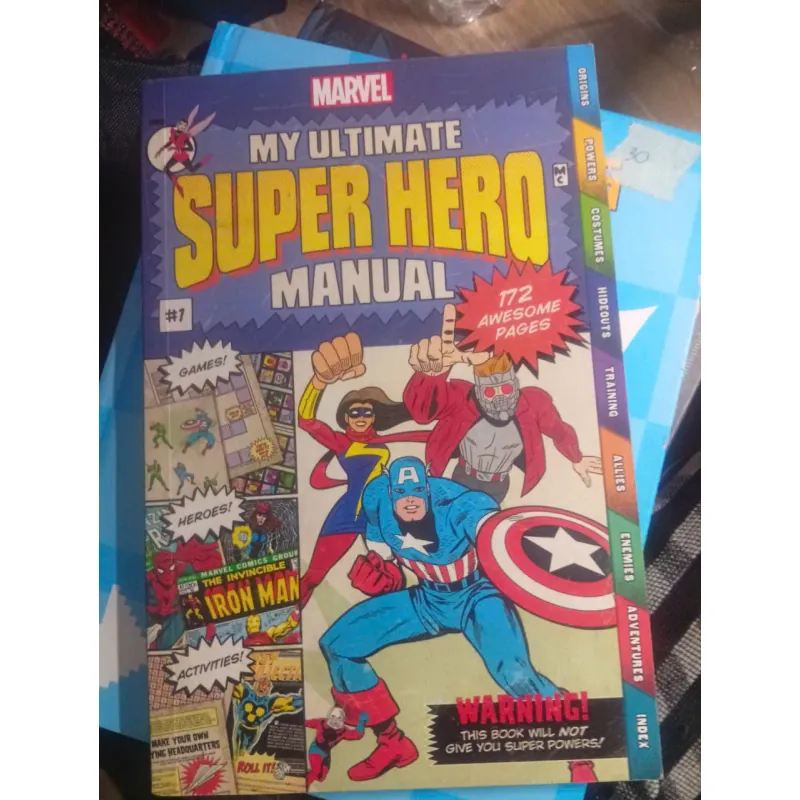 MARVEL
MY ULTIMATE
SUPER HERO
MC
MANUAL
#1
172
AWESOME
PAGES
GAMES!
HEROES!
MARVEL COMICS GROUP
THE INVINCIBLE
IRON MAN
ACTIVITIES!
MAKE YOUR OWN
YING HEADQUARTERS
ROLL IT!
A
WARNING!
THIS BOOK WILL NOT
GIVE YOU SUPER POWERS!
ORIGINS
POWERS
COSTUMES
HIDEOUTS
TRAINING
ALLIES
ENEMIES
ADVENTURES
INDEX
30